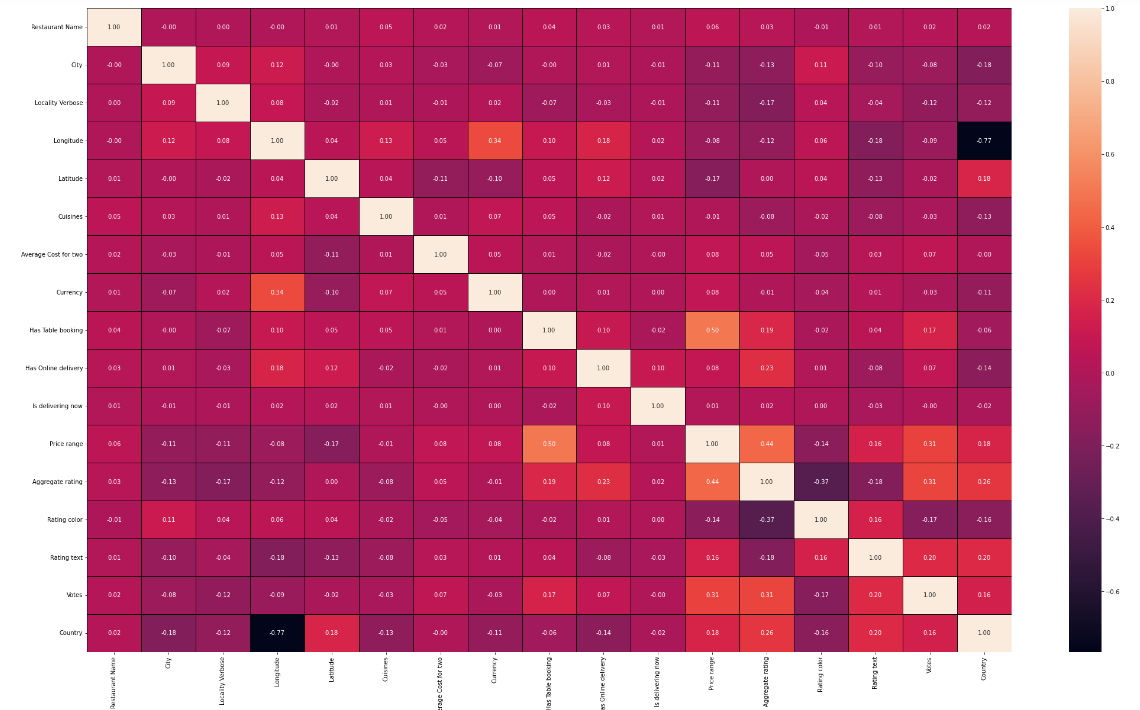 Restaurant Name 1.00 -0.00 0.00 -0.00 0.01 0.05 0.02 0.01 0.04 0.03 0.01 0.06 0.03 -0.01 0.01 0.02 0.02
City -0.00 1.00 0.09 0.12 -0.00 0.03 -0.03 -0.07 -0.00 0.01 -0.01 -0.11 -0.13 0.11 -0.10 -0.08 -0.18
Locality Verbose 0.00 0.09 1.00 0.08 -0.02 0.01 -0.01 0.02 -0.07 -0.03 -0.01 -0.11 -0.17 0.04 -0.04 -0.12 -0.12
Longitude -0.00 0.12 0.08 1.00 0.04 0.13 0.05 0.34 0.10 0.18 0.02 -0.08 -0.12 0.06 -0.18 -0.09 -0.77
Latitude 0.01 -0.00 -0.02 0.04 1.00 0.04 -0.11 -0.10 0.05 0.12 0.02 -0.17 0.00 0.04 -0.13 -0.02 0.18
Cuisines 0.05 0.03 0.01 0.13 0.04 1.00 0.01 0.07 0.05 -0.02 0.01 -0.01 -0.08 -0.02 -0.08 -0.03 -0.13
Average Cost for two 0.02 -0.03 -0.01 0.05 -0.11 0.01 1.00 0.05 0.01 -0.02 -0.00 0.08 0.05 -0.05 0.03 0.07 -0.00
Currency 0.01 -0.07 0.02 0.34 -0.10 0.07 0.05 1.00 0.00 0.01 0.00 0.08 -0.01 -0.04 0.01 -0.03 -0.11
Has Table booking 0.04 -0.00 -0.07 0.10 0.05 0.05 0.01 0.00 1.00 0.10 -0.02 0.50 0.19 -0.02 0.04 0.17 -0.06
Has Online delivery 0.03 0.01 -0.03 0.18 0.12 -0.02 -0.02 0.01 0.10 1.00 0.10 0.08 0.23 0.01 -0.08 0.07 -0.14
Is delivering now 0.01 -0.01 -0.01 0.02 0.02 0.01 -0.00 0.00 -0.02 0.10 1.00 0.01 0.02 0.00 -0.03 -0.00 -0.02
Price range 0.06 -0.11 -0.11 -0.08 -0.17 -0.01 0.08 0.08 0.50 0.08 0.01 1.00 0.44 -0.14 0.16 0.31 0.18
Aggregate rating 0.03 -0.13 -0.17 -0.12 0.00 -0.08 0.05 -0.01 0.19 0.23 0.02 0.44 1.00 -0.37 -0.18 0.31 0.26
Rating color -0.01 0.11 0.04 0.06 0.04 -0.02 -0.05 -0.04 -0.02 0.01 0.00 -0.14 -0.37 1.00 0.16 -0.17 -0.16
Rating text 0.01 -0.10 -0.04 -0.18 -0.13 -0.08 0.03 0.01 0.04 -0.08 -0.03 0.16 -0.18 0.16 1.00 0.20 0.20
Votes 0.02 -0.08 -0.12 -0.09 -0.02 -0.03 0.07 -0.03 0.17 0.07 -0.00 0.31 0.31 -0.17 0.20 1.00 0.16
Country 0.02 -0.18 -0.12 -0.77 0.18 -0.13 -0.00 -0.11 -0.06 -0.14 -0.02 0.18 0.26 -0.16 0.20 0.16 1.00
Restaurant Name
City
Locality Verbose
Longitude
Latitude
Cuisines
erage Cost for two
Currency
Has Table booking
as Online delivery
Is delivering now
Price range
Aggregate rating
Rating color
Rating text
Votes
Country
1.0
0.8
0.6
0.4
0.2
0.0
-0.2
-0.4
-0.6